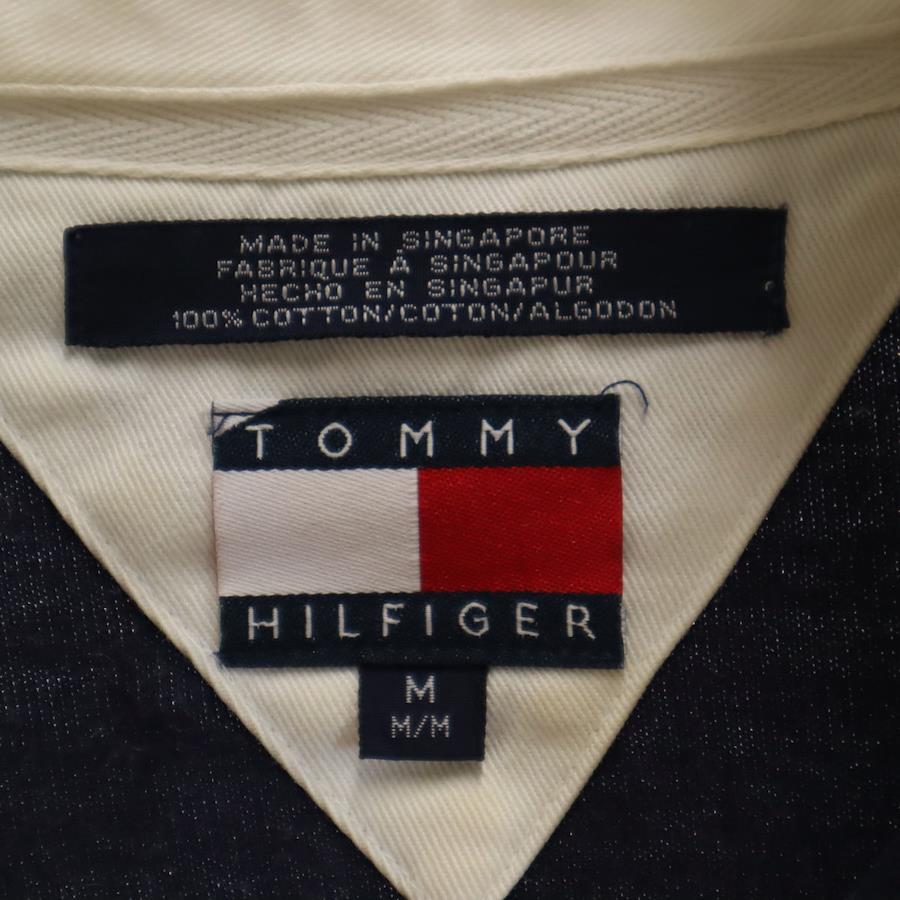 MADE IN SINGAPORE
FABRIQUE À SINGAPOUR
HECHO EN SINGAPUR
100% COTTON/COTON/ALGODON
TOMMY
HILFIGER
M
M/M